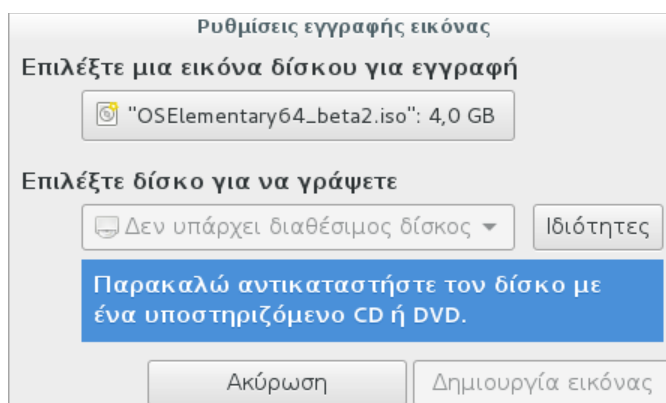 Ρυθμίσεις εγγραφής εικόνας
Επιλέξτε μια εικόνα δίσκου για εγγραφή
"OSElementary64_beta2.iso": 4,0 GB
Επιλέξτε δίσκο για να γράψετε
Δεν υπάρχει διαθέσιμος δίσκος
Ιδιότητες
Παρακαλώ αντικαταστήστε τον δίσκο με
ένα υποστηριζόμενο CD ή DVD.
Ακύρωση
Δημιουργία εικόνας